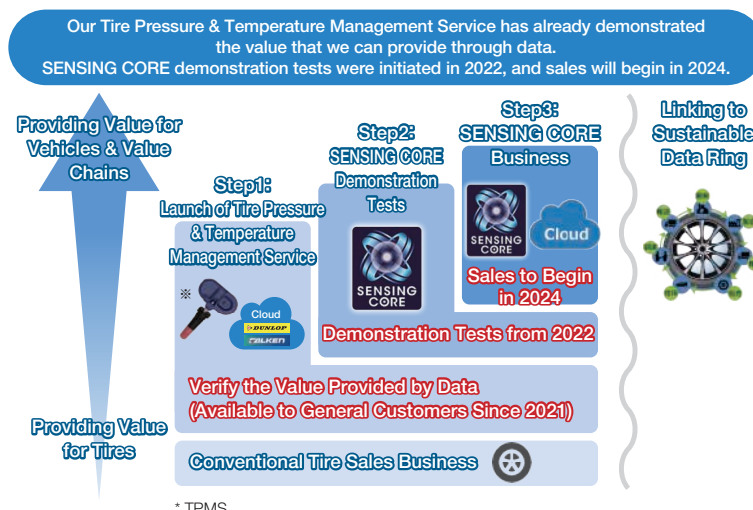 Our Tire Pressure & Temperature Management Service has already demonstrated
the value that we can provide through data.
SENSING CORE demonstration tests were initiated in 2022, and sales will begin in 2024.
Providing Value for
Vehicles & Value
Chains
Step1:
Launch of Tire Pressure
& Temperature
Management Service
※
Cloud
DUNLOP
FALKEN
Step2:
SENSING CORE
Demonstration
Tests
SENSING
CORE
Step3:
SENSING CORE
Business
SENSING
CORE
Cloud
Sales to Begin
in 2024
Linking to
Sustainable
Data Ring
Demonstration Tests from 2022
Verify the Value Provided by Data
(Available to General Customers Since 2021)
Providing Value
for Tires
Conventional Tire Sales Business
* TPMS